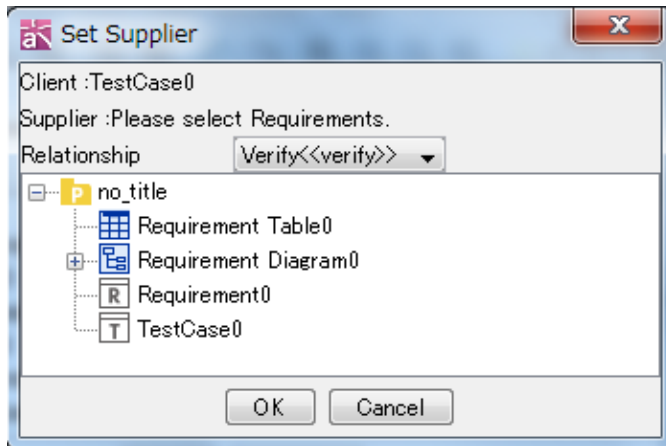 Set Supplier
Client :TestCase0
Supplier :Please select Requirements.
Relationship Verify<<verify>>
no_title
Requirement Table0
Requirement Diagram0
Requirement0
TestCase0
OK Cancel